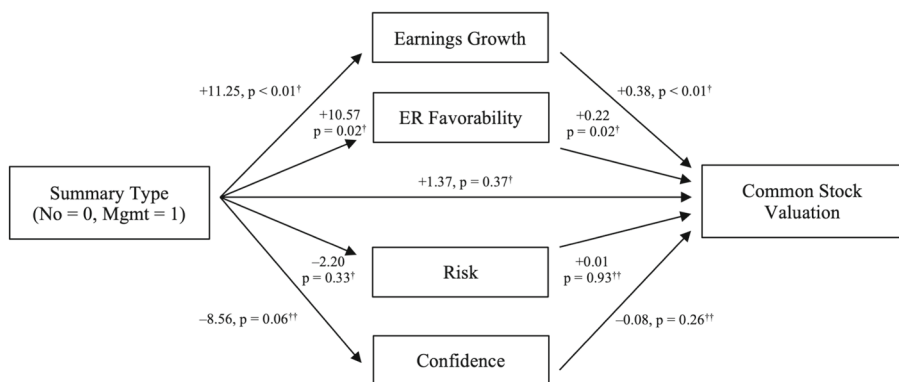 Earnings Growth
+11.25, p < 0.01†
+0.38, p < 0.01†
ER Favorability
+10.57
p = 0.02†
+0.22
p = 0.02†
Summary Type
(No = 0, Mgmt = 1)
+1.37, p = 0.37†
Common Stock
Valuation
–2.20
p = 0.33†
Risk
+0.01
p = 0.93††
–8.56, p = 0.06††
–0.08, p = 0.26††
Confidence